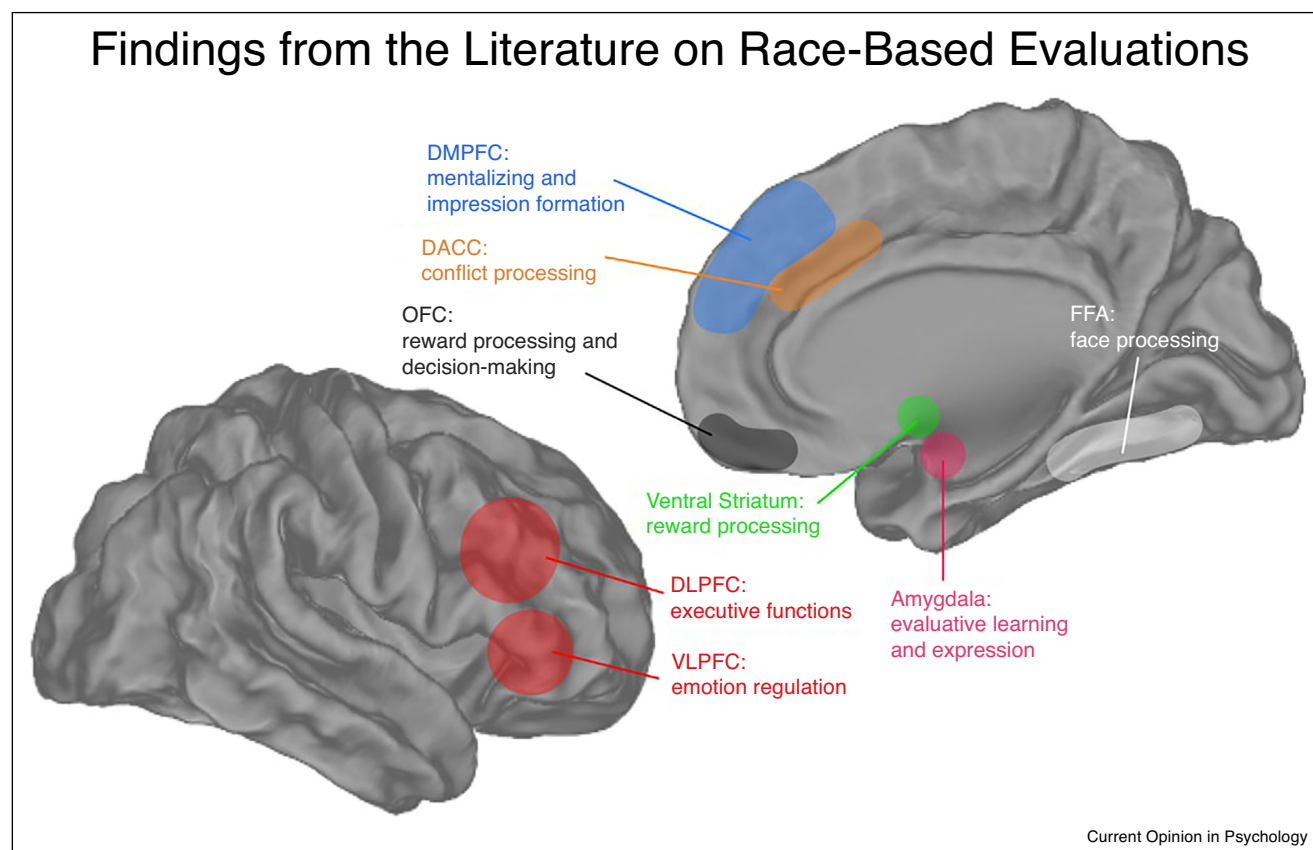 Findings from the Literature on Race-Based Evaluations
DMPFC:
mentalizing and
impression formation
DACC:
conflict processing
OFC:
reward processing and
decision-making
FFA:
face processing
Ventral Striatum:
reward processing
DLPFC:
executive functions
Amygdala:
evaluative learning
and expression
VLPFC:
emotion regulation
Current Opinion in Psychology